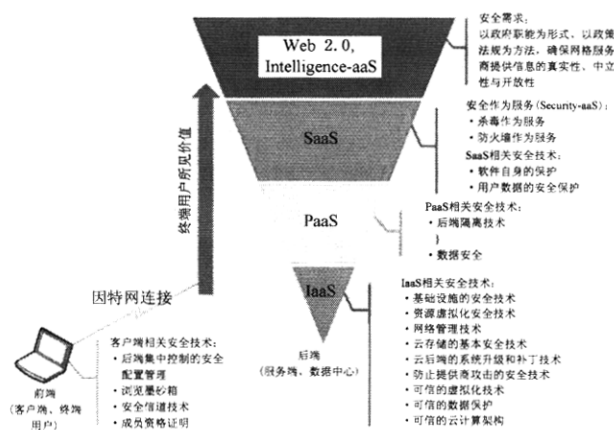 安全需求:
以政府职能为形式、以政策
法规为方法，确保网络服务
商提供信息的真实性、中立
性与开放性
Web 2.0,
Intelligence-aaS
安全作为服务(Security-aaS):
• 杀毒作为服务
• 防火墙作为服务
SaaS相关安全技术:
• 软件自身的保护
• 用户数据的安全保护
SaaS
终端用户所见价值
PaaS相关安全技术:
• 后端隔离技术
}
• 数据安全
PaaS
IaaS相关安全技术:
• 基础设施的安全技术
• 资源虚拟化安全技术
• 网络管理技术
• 云存储的基本安全技术
• 云后端的系统升级和补丁技术
• 防止提供商攻击的安全技术
• 可信的虚拟化技术
• 可信的数据保护
• 可信的云计算架构
IaaS
后端
(服务端、数据中心)
因特网连接
客户端相关安全技术:
• 后端集中控制的安全
配置管理
• 浏览墨砂箱
• 安全信道技术
• 成员资格证明
前端
(客户端、终端
用户)